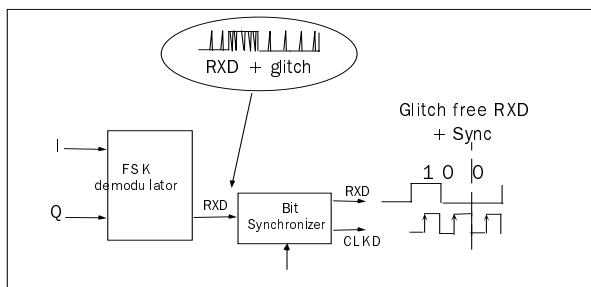 RXD + glitch
Glitch free RXD
+ Sync
1 0 0
I
FSK
demodulator
Q
RXD
Bit
Synchronizer
RXD
CLKD